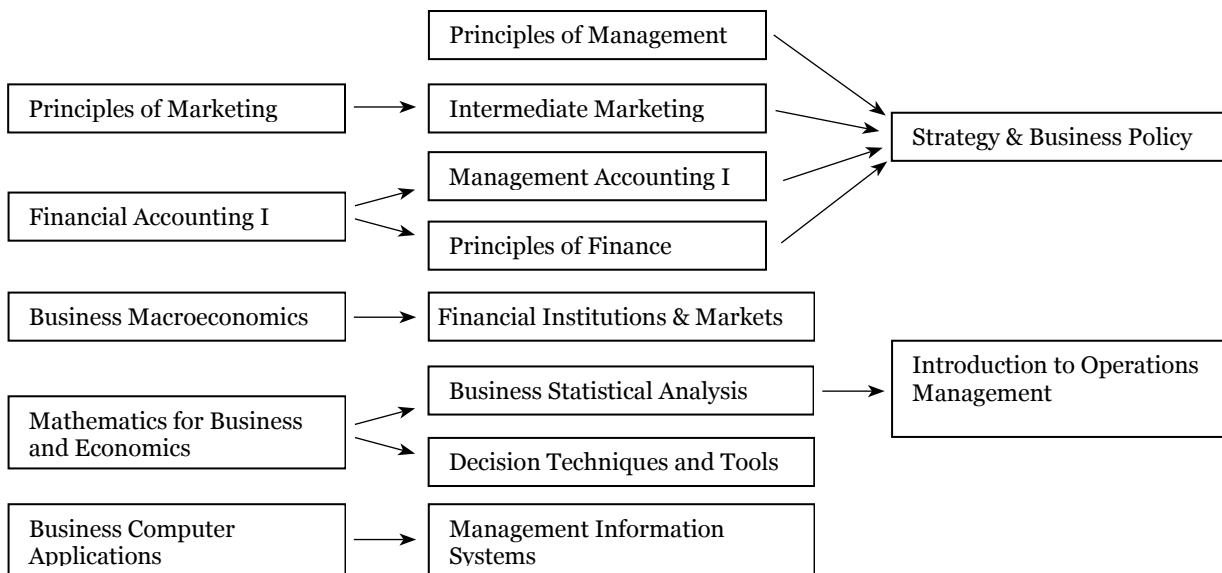 Principles of Management
Principles of Marketing
Intermediate Marketing
Strategy & Business Policy
Management Accounting I
Financial Accounting I
Principles of Finance
Business Macroeconomics
Financial Institutions & Markets
Introduction to Operations
Management
Business Statistical Analysis
Mathematics for Business
and Economics
Decision Techniques and Tools
Business Computer
Applications
Management Information
Systems